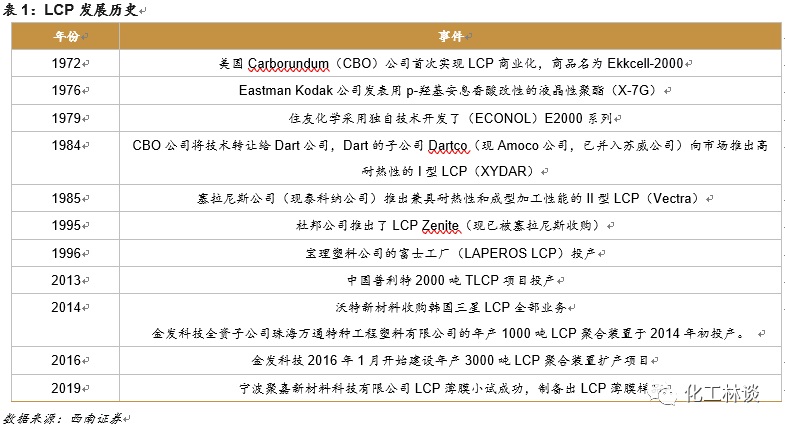 表 1：LCP 发展历史
年份 事件
1972 美国 Carborundum（CBO）公司首次实现 LCP 商业化，商品名为 Ekkcell-2000
1976 Eastman Kodak 公司发表用 p-羟基安息香酸改性的液晶性聚酯（X-7G）
1979 住友化学采用独自技术开发了（ECONOL）E2000 系列
1984 CBO 公司将技术转让给 Dart 公司，Dart 的子公司 Dartco（现 Amoco 公司，已并入苏威公司）向市场推出高
耐热性的 I 型 LCP（XYDAR）
1985 塞拉尼斯公司（现泰科纳公司）推出兼具耐热性和成型加工性能的 II 型 LCP（Vectra）
1995 杜邦公司推出了 LCP Zenite（现已被塞拉尼斯收购）
1996 宝理塑料公司的富士工厂（LAPEROS LCP）投产
2013 中国普利特 2000 吨 TLCP 项目投产
2014 沃特新材料收购韩国三星 LCP 全部业务
金发科技全资子公司珠海万通特种工程塑料有限公司的年产 1000 吨 LCP 聚合装置于 2014 年初投产。
2016 金发科技 2016 年 1 月开始建设年产 3000 吨 LCP 聚合装置扩产项目
2019 宁波聚嘉新材料科技有限公司 LCP 薄膜小试成功，制备出 LCP 薄膜样
化工林谈
数据来源：西南证券